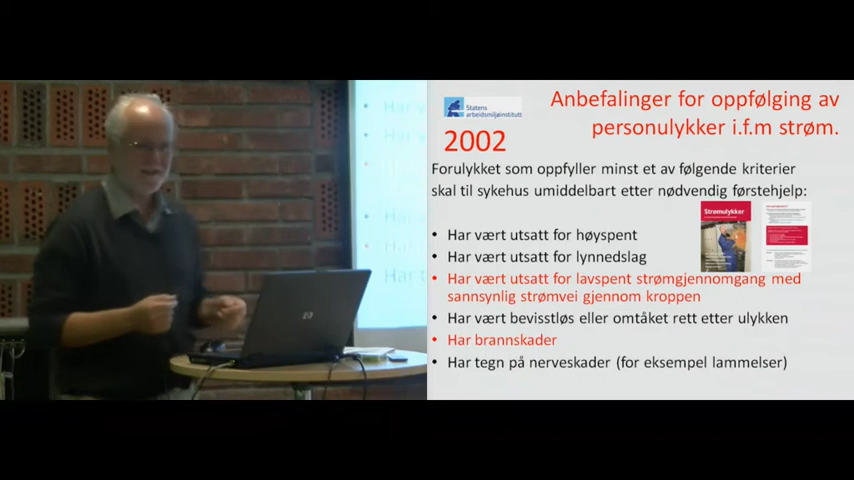 Statens
arbeidsmiljøinstitutt
Anbefalinger for oppfølging av
personulykker i.f.m strøm.
2002
Forulykket som oppfyller minst et av følgende kriterier
skal til sykehus umiddelbart etter nødvendig førstehjelp:
Strømulykker
• Har vært utsatt for høyspent
• Har vært utsatt for lynnedslag
• Har vært utsatt for lavspent strømgjennomgang med
sannsynlig strømvei gjennom kroppen
• Har vært bevisstløs eller omtåket rett etter ulykken
• Har brannskader
• Har tegn på nerveskader (for eksempel lammelser)
hp
• Har
• Har